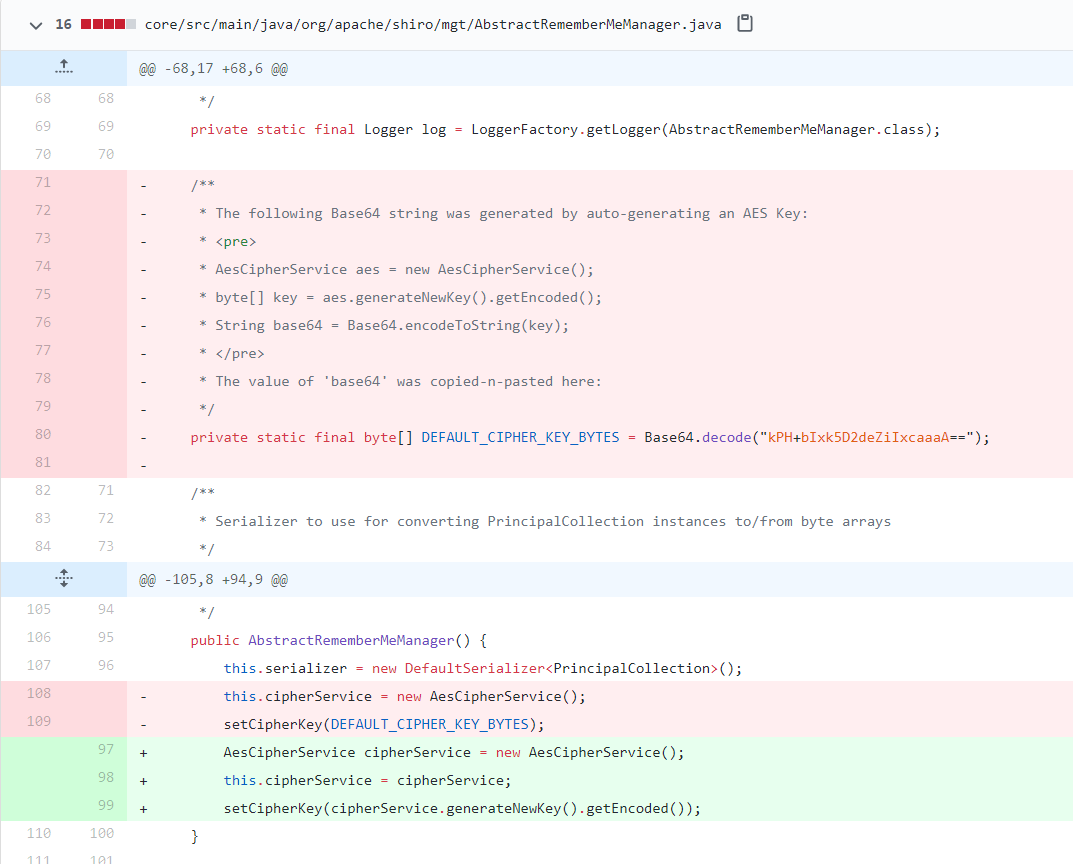 16 core/src/main/java/org/apache/shiro/mgt/AbstractRememberMeManager.java
@@ -68,17 +68,6 @@
68 68 */
69 69 private static final Logger log = LoggerFactory.getLogger(AbstractRememberMeManager.class);
70 70
71 - /**
72 - * The following Base64 string was generated by auto-generating an AES Key:
73 - * <pre>
74 - * AesCipherService aes = new AesCipherService();
75 - * byte[] key = aes.generateNewKey().getEncoded();
76 - * String base64 = Base64.encodeToString(key);
77 - * </pre>
78 - * The value of 'base64' was copied-n-pasted here:
79 - */
80 - private static final byte[] DEFAULT_CIPHER_KEY_BYTES = Base64.decode("kPH+bIxk5D2deZiIxcaaaA==");
81 -
82 71 /**
83 72 * Serializer to use for converting PrincipalCollection instances to/from byte arrays
84 73 */
@@ -105,8 +94,9 @@
105 94 */
106 95 public AbstractRememberMeManager() {
107 96 this.serializer = new DefaultSerializer<PrincipalCollection>();
108 - this.cipherService = new AesCipherService();
109 - setCipherKey(DEFAULT_CIPHER_KEY_BYTES);
97 + AesCipherService cipherService = new AesCipherService();
98 + this.cipherService = cipherService;
99 + setCipherKey(cipherService.generateNewKey().getEncoded());
110 100 }
111 101